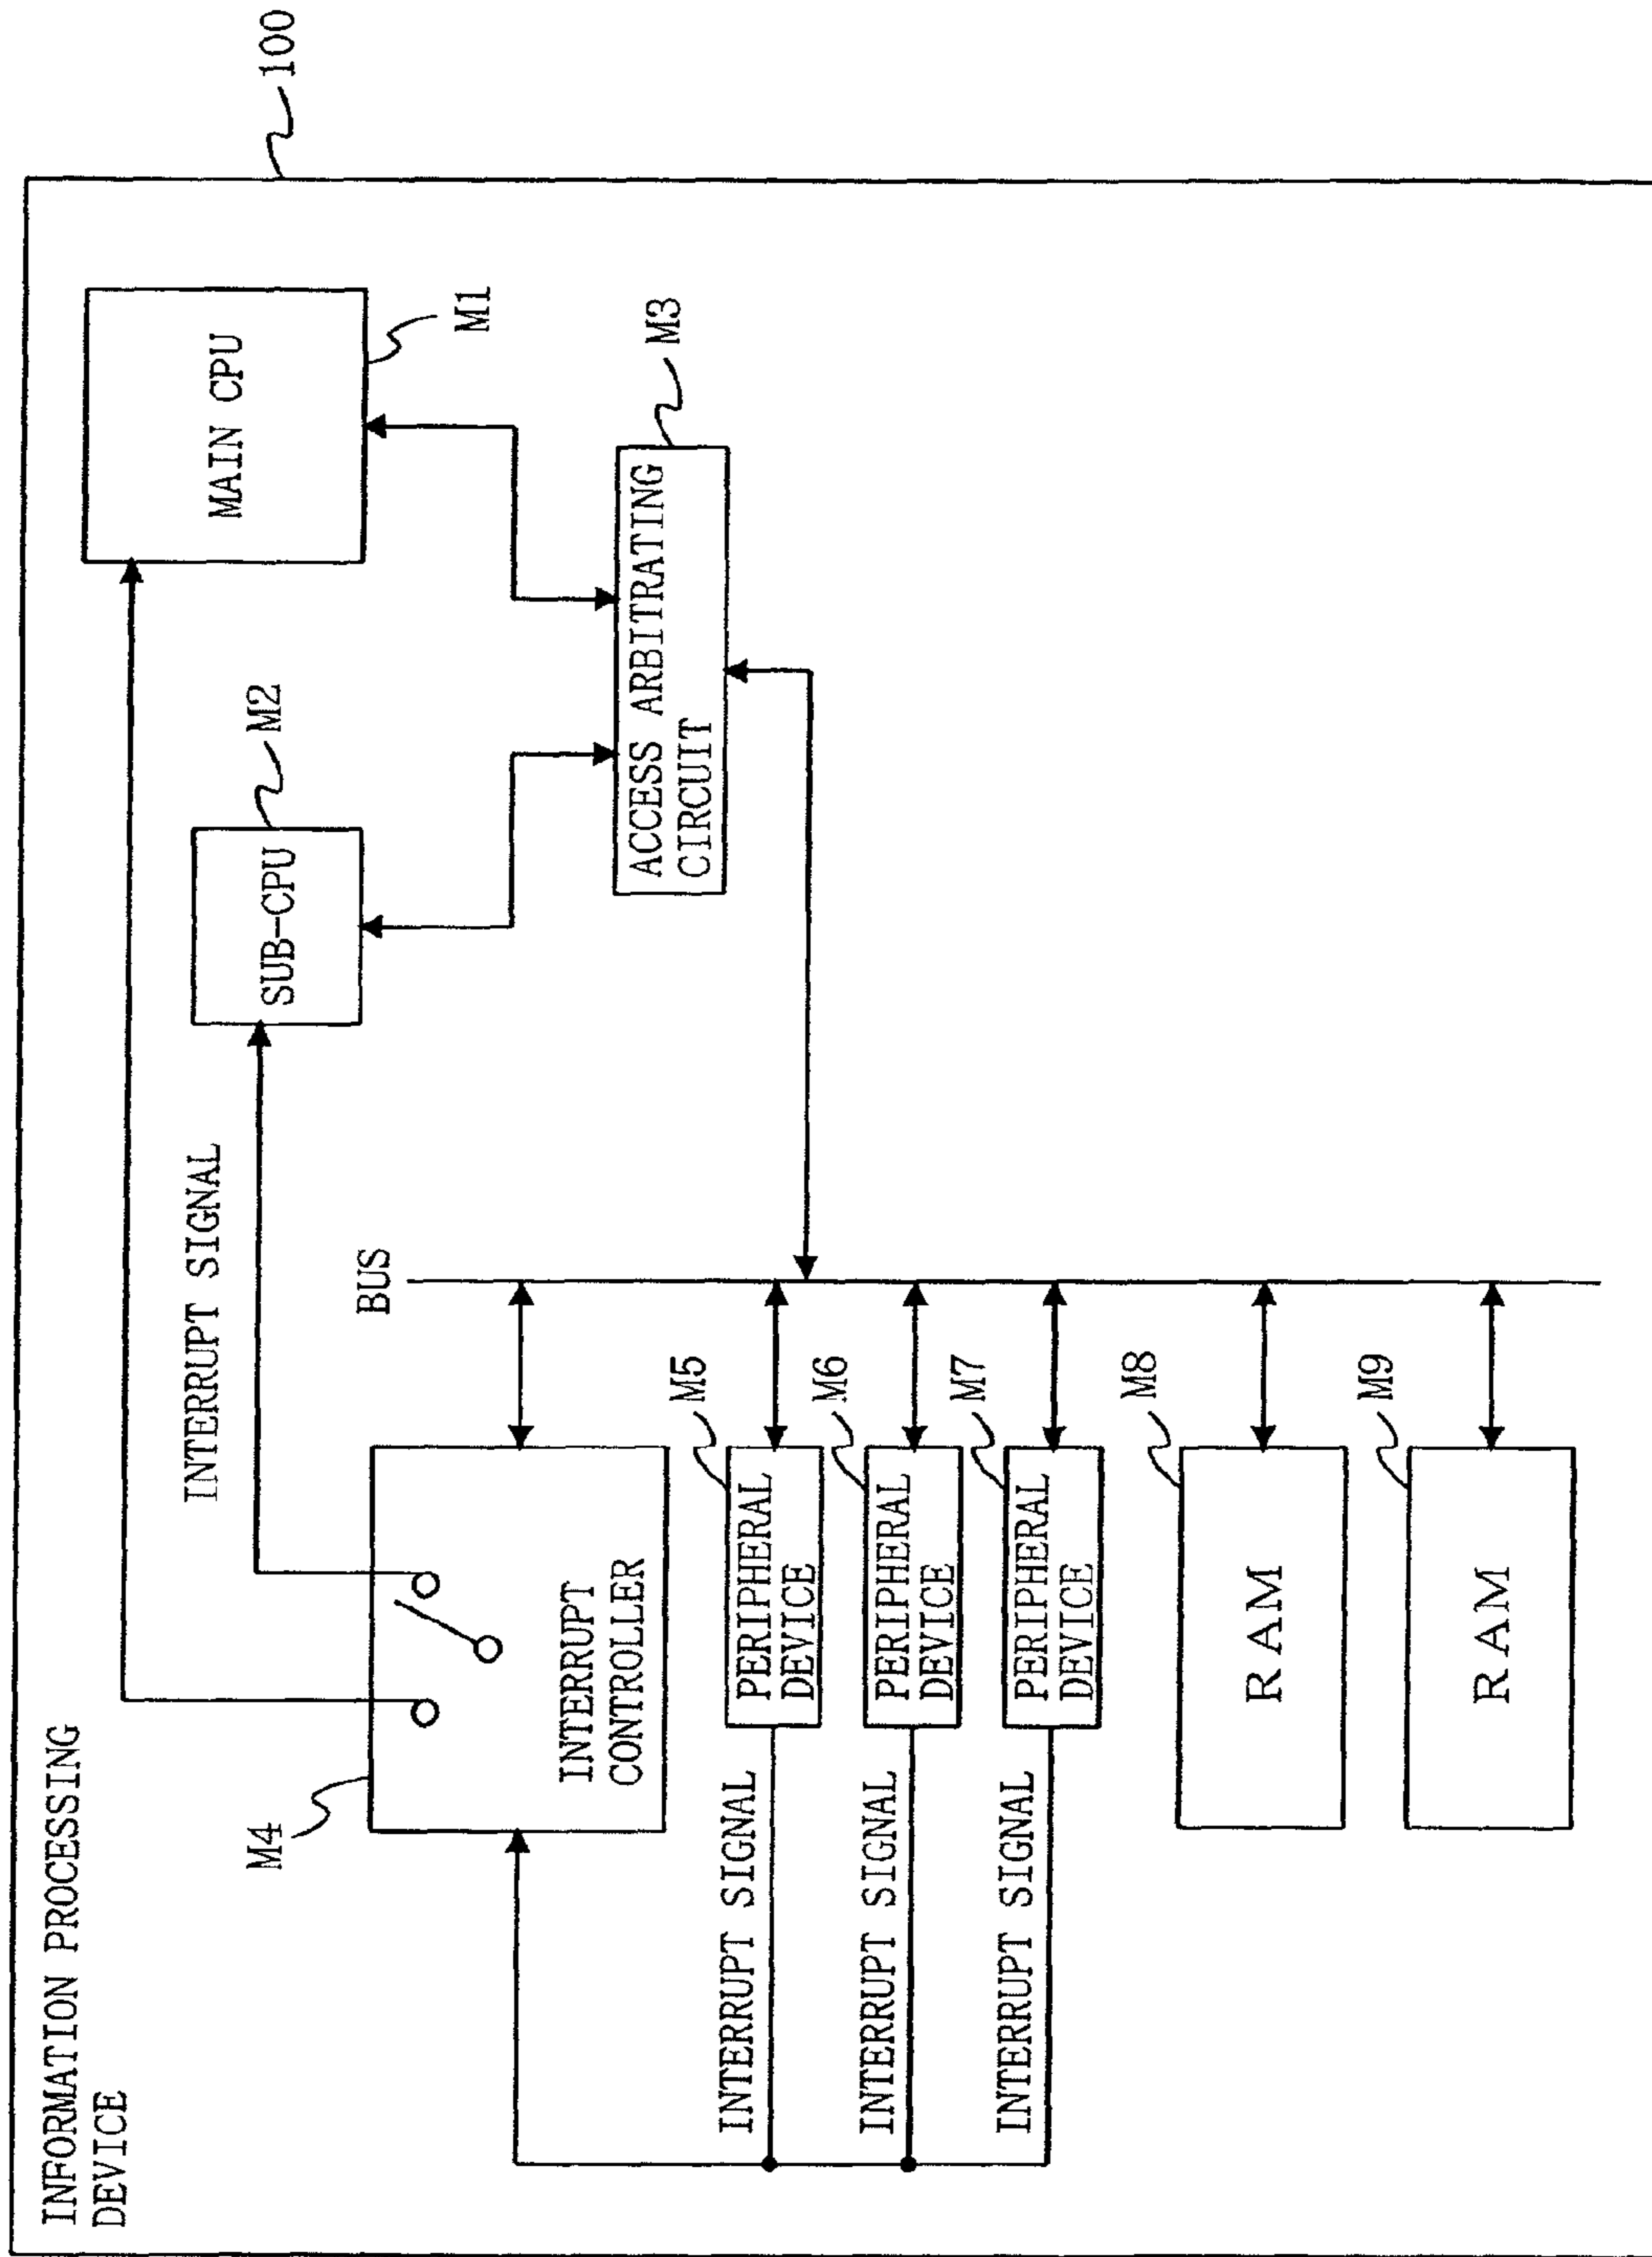 INFORMATION PROCESSING
DEVICE
100
MAIN CPU
M1
SUB-CPU
M2
INTERRUPT SIGNAL
ACCESS ARBITRATING
CIRCUIT
M3
BUS
M4
INTERRUPT
CONTROLLER
INTERRUPT SIGNAL
PERIPHERAL
DEVICE
M5
INTERRUPT SIGNAL
PERIPHERAL
DEVICE
M6
INTERRUPT SIGNAL
PERIPHERAL
DEVICE
M7
RAM
M8
RAM
M9